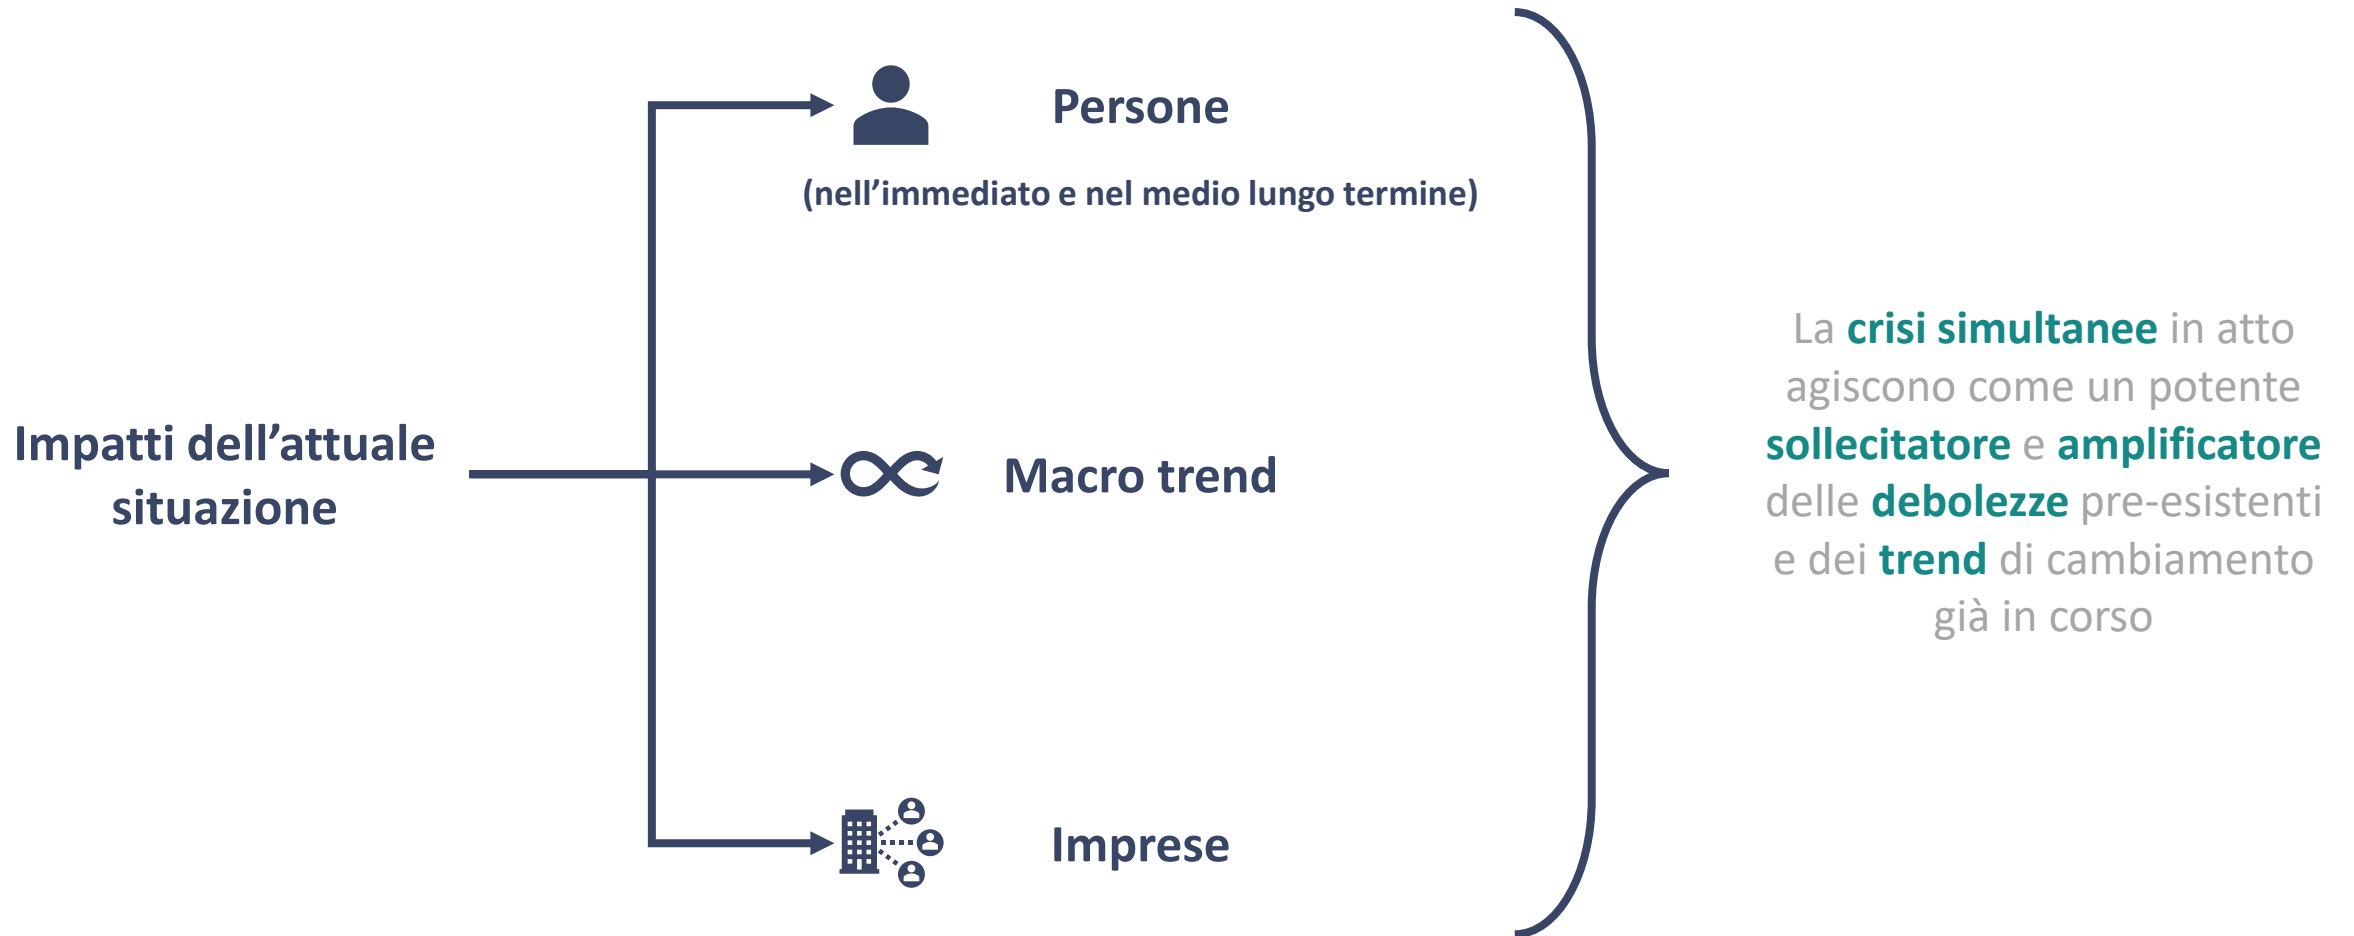 Impatti dell’attuale
situazione
Persone
(nell’immediato e nel medio lungo termine)
Macro trend
Imprese
La crisi simultanee in atto
agiscono come un potente
sollecitatore e amplificatore
delle debolezze pre-esistenti
e dei trend di cambiamento
già in corso